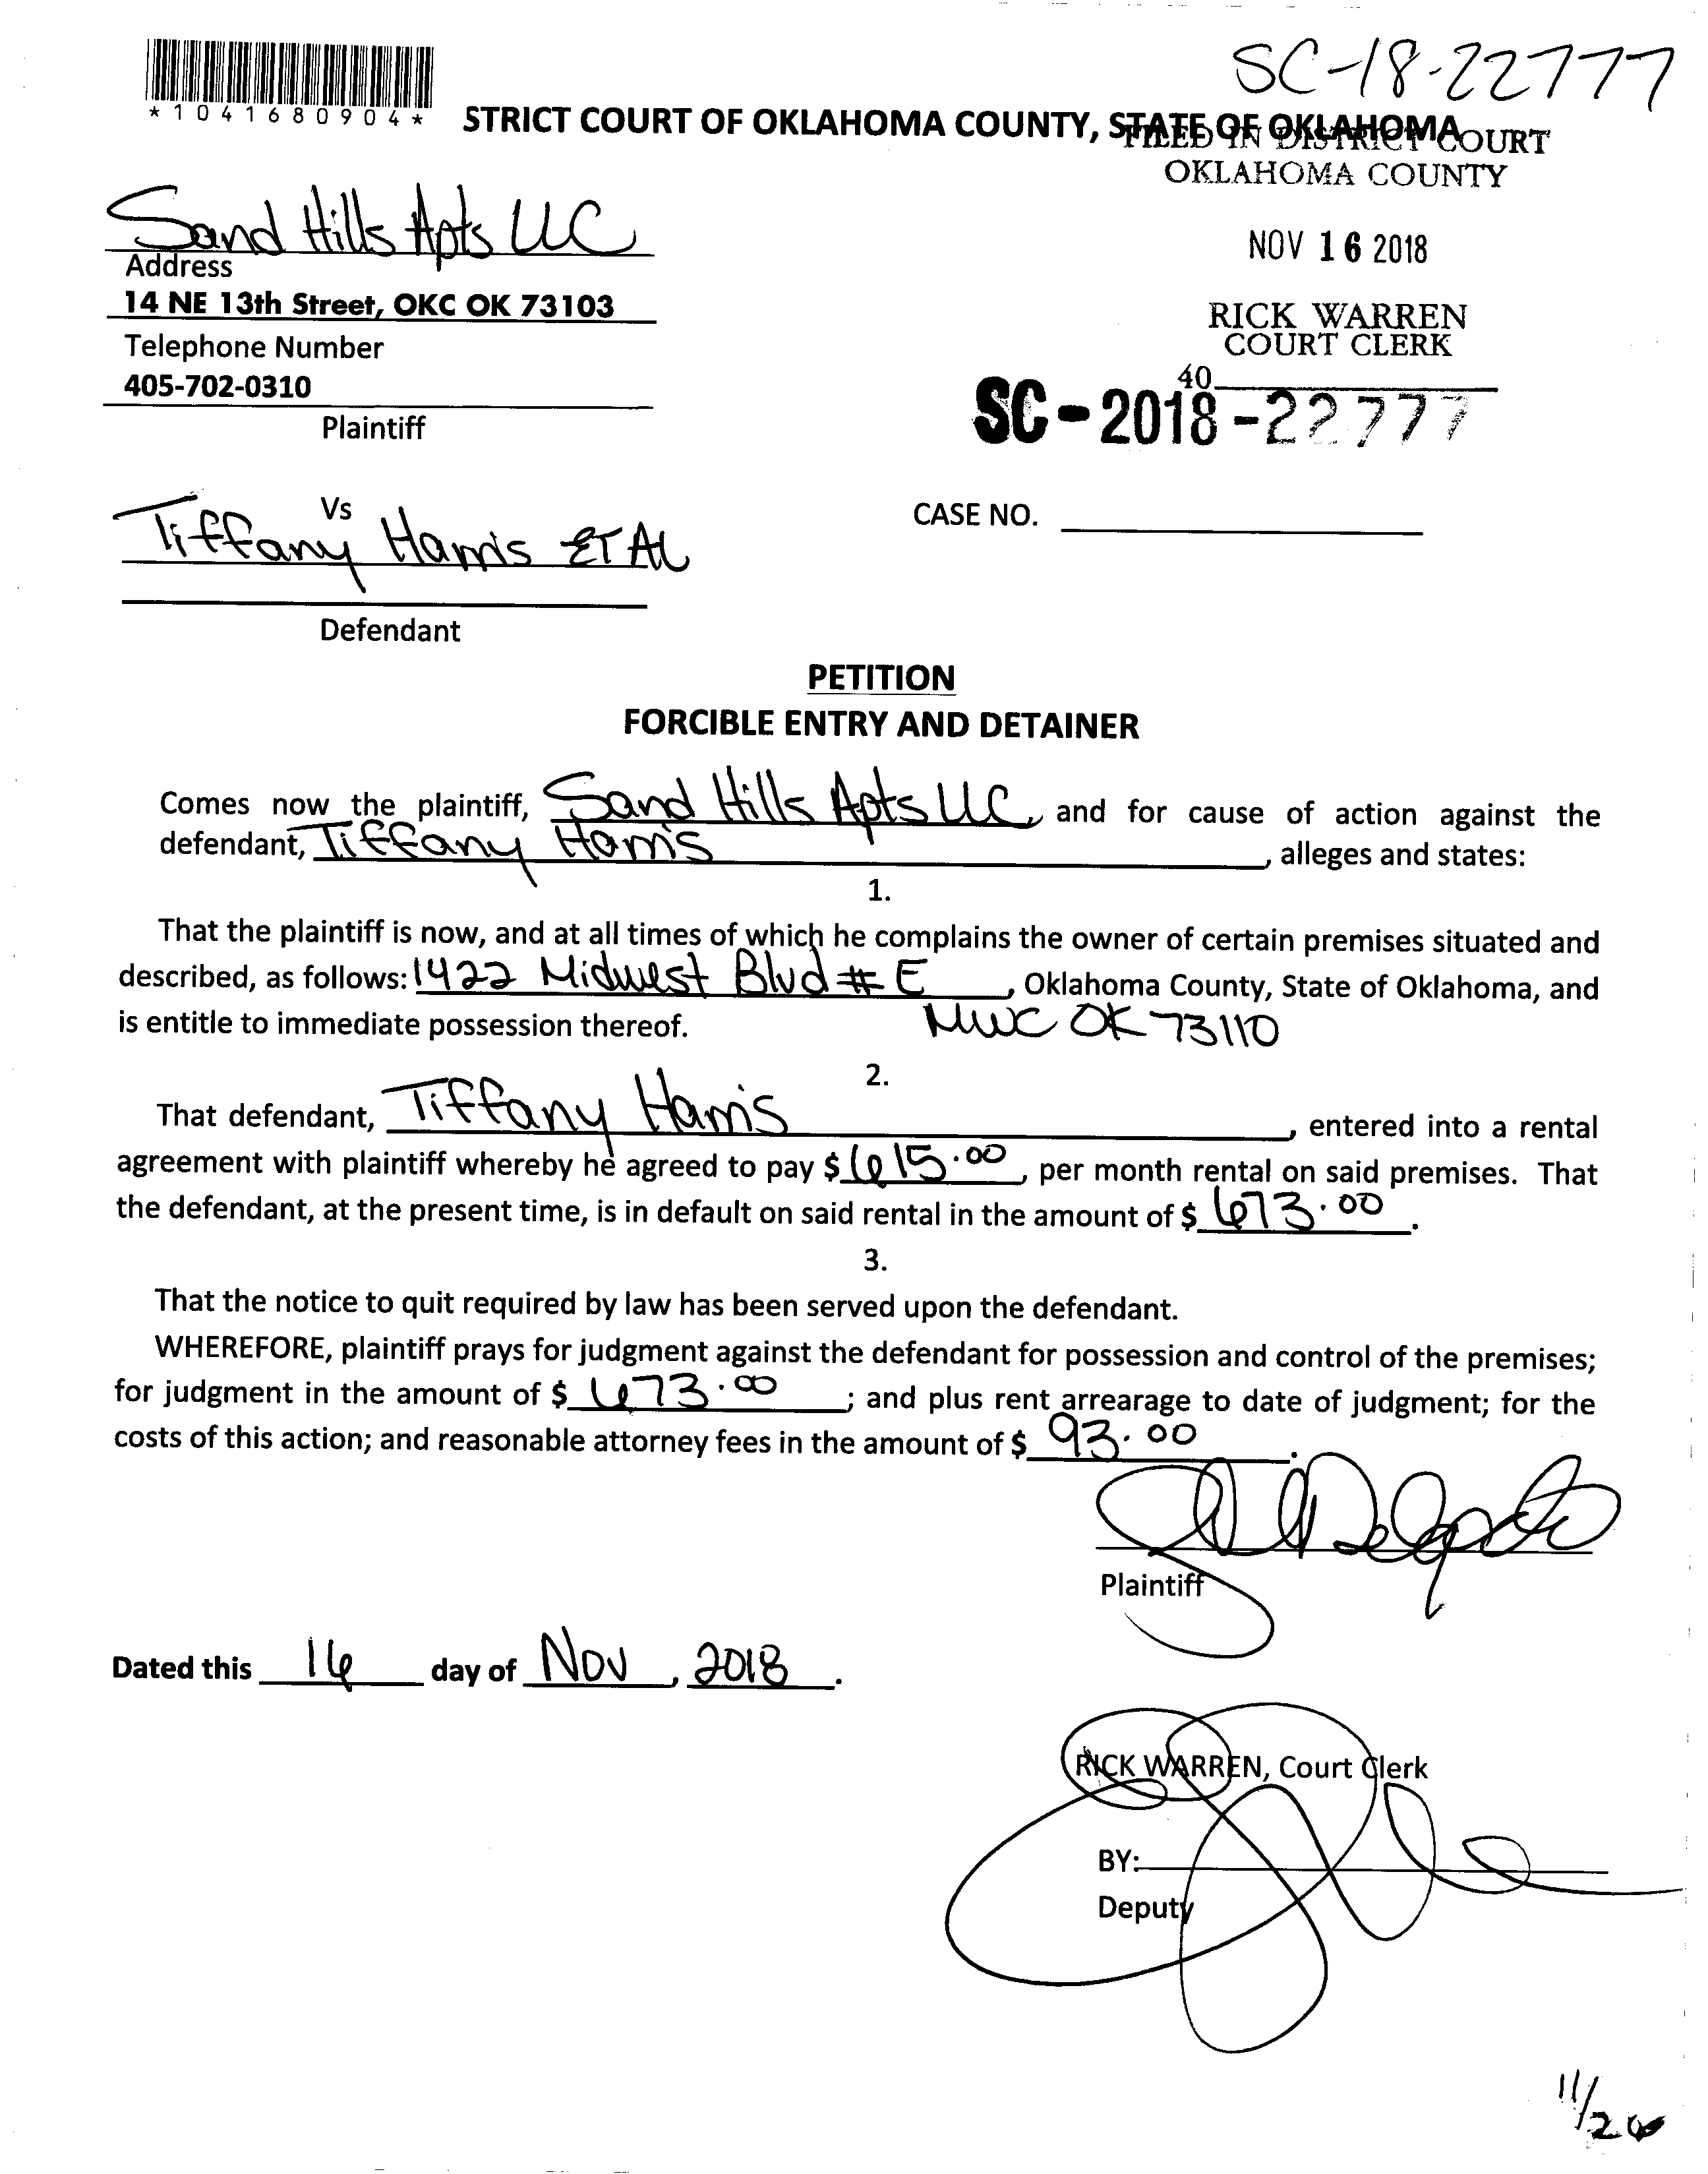 SC-18-22777
*1041680904*
STRICT COURT OF OKLAHOMA COUNTY, STATE OF OKLAHOMA
FILED IN DISTRICT COURT
OKLAHOMA COUNTY
Sand Hills Apts LLC
NOV 16 2018
Address
14 NE 13th Street, OKC OK 73103
RICK WARREN
COURT CLERK
Telephone Number
40
405-702-0310
SC-2018-22777
Plaintiff
Vs
CASE NO.
Tiffany Harris ET AL
Defendant
PETITION
FORCIBLE ENTRY AND DETAINER
Comes now the plaintiff, Sand Hills Apts LLC, and for cause of action against the
defendant, Tiffany Harris, alleges and states:
1.
That the plaintiff is now, and at all times of which he complains the owner of certain premises situated and
described, as follows: 1422 Midwest Blvd # E, Oklahoma County, State of Oklahoma, and
is entitle to immediate possession thereof. MWC OK 73110
2.
That defendant, Tiffany Harris, entered into a rental
agreement with plaintiff whereby he agreed to pay $ 615.00, per month rental on said premises. That
the defendant, at the present time, is in default on said rental in the amount of $ 673.00.
3.
That the notice to quit required by law has been served upon the defendant.
WHEREFORE, plaintiff prays for judgment against the defendant for possession and control of the premises;
for judgment in the amount of $ 673.00; and plus rent arrearage to date of judgment; for the
costs of this action; and reasonable attorney fees in the amount of $ 93.00.
Plaintiff
Dated this 16 day of Nov, 2018.
RICK WARREN, Court Clerk
BY:
Deputy